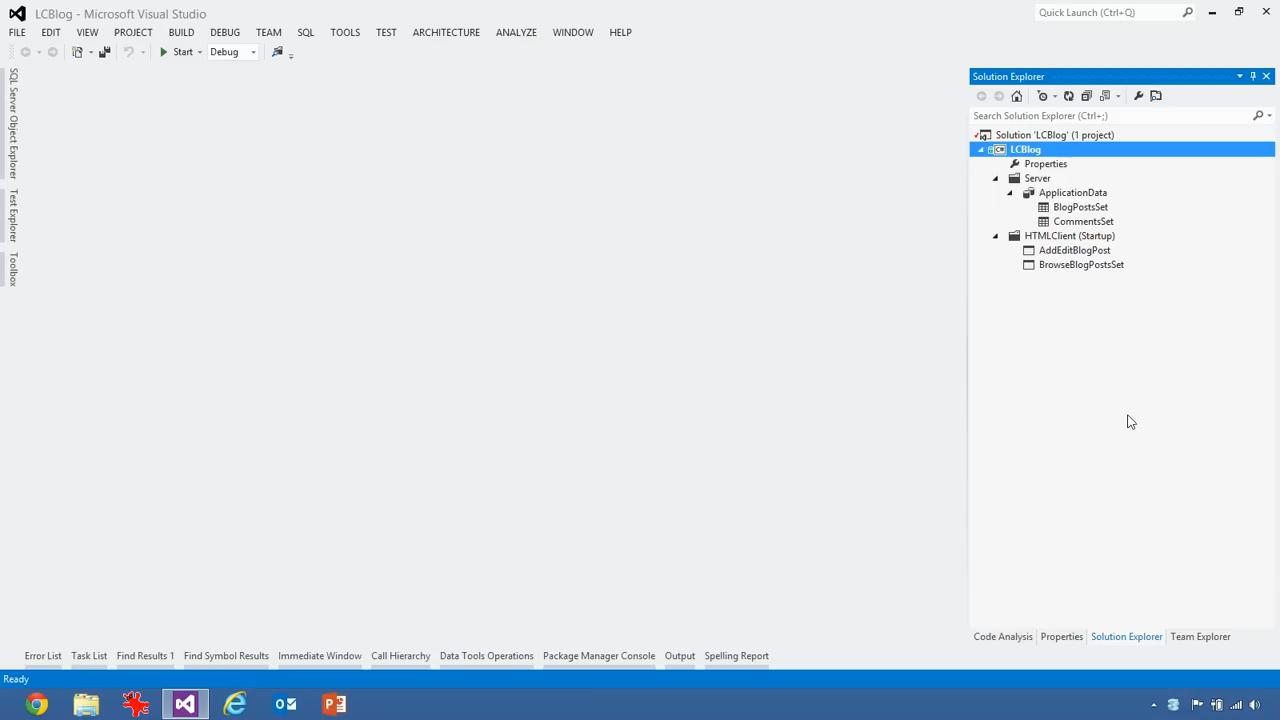 LCBlog - Microsoft Visual Studio
Quick Launch (Ctrl+Q)
FILE EDIT VIEW PROJECT BUILD DEBUG TEAM SQL TOOLS TEST ARCHITECTURE ANALYZE WINDOW HELP
Start Debug
SQL Server Object Explorer
Test Explorer
Toolbox
Solution Explorer
Search Solution Explorer (Ctrl+;)
Solution 'LCBlog' (1 project)
LCBlog
Properties
Server
ApplicationData
BlogPostsSet
CommentsSet
HTMLClient (Startup)
AddEditBlogPost
BrowseBlogPostsSet
Code Analysis Properties Solution Explorer Team Explorer
Error List Task List Find Results 1 Find Symbol Results Immediate Window Call Hierarchy Data Tools Operations Package Manager Console Output Spelling Report
Ready